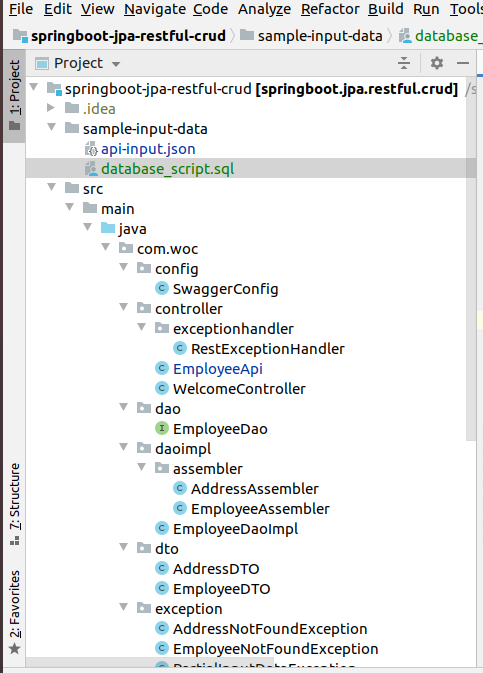 File Edit View Navigate Code Analyze Refactor Build Run Tools
springboot-jpa-restful-crud sample-input-data database_
1: Project
Project
springboot-jpa-restful-crud [springboot.jpa.restful.crud]
.idea
sample-input-data
api-input.json
database_script.sql
src
main
java
com.woc
config
SwaggerConfig
controller
exceptionhandler
RestExceptionHandler
EmployeeApi
WelcomeController
dao
EmployeeDao
daoimpl
assembler
AddressAssembler
EmployeeAssembler
EmployeeDaoImpl
dto
AddressDTO
EmployeeDTO
exception
AddressNotFoundException
EmployeeNotFoundException
7: Structure
2: Favorites